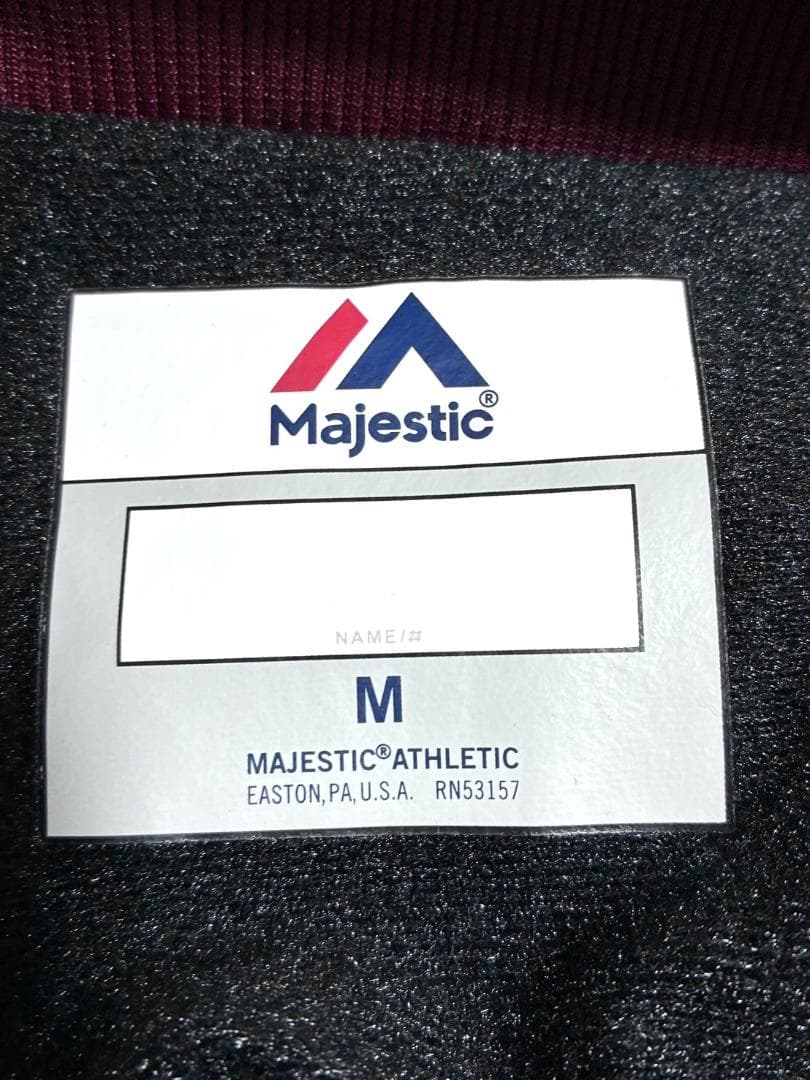 Majestic®
NAME/#
M
MAJESTIC® ATHLETIC
EASTON, PA, U.S.A. RN53157